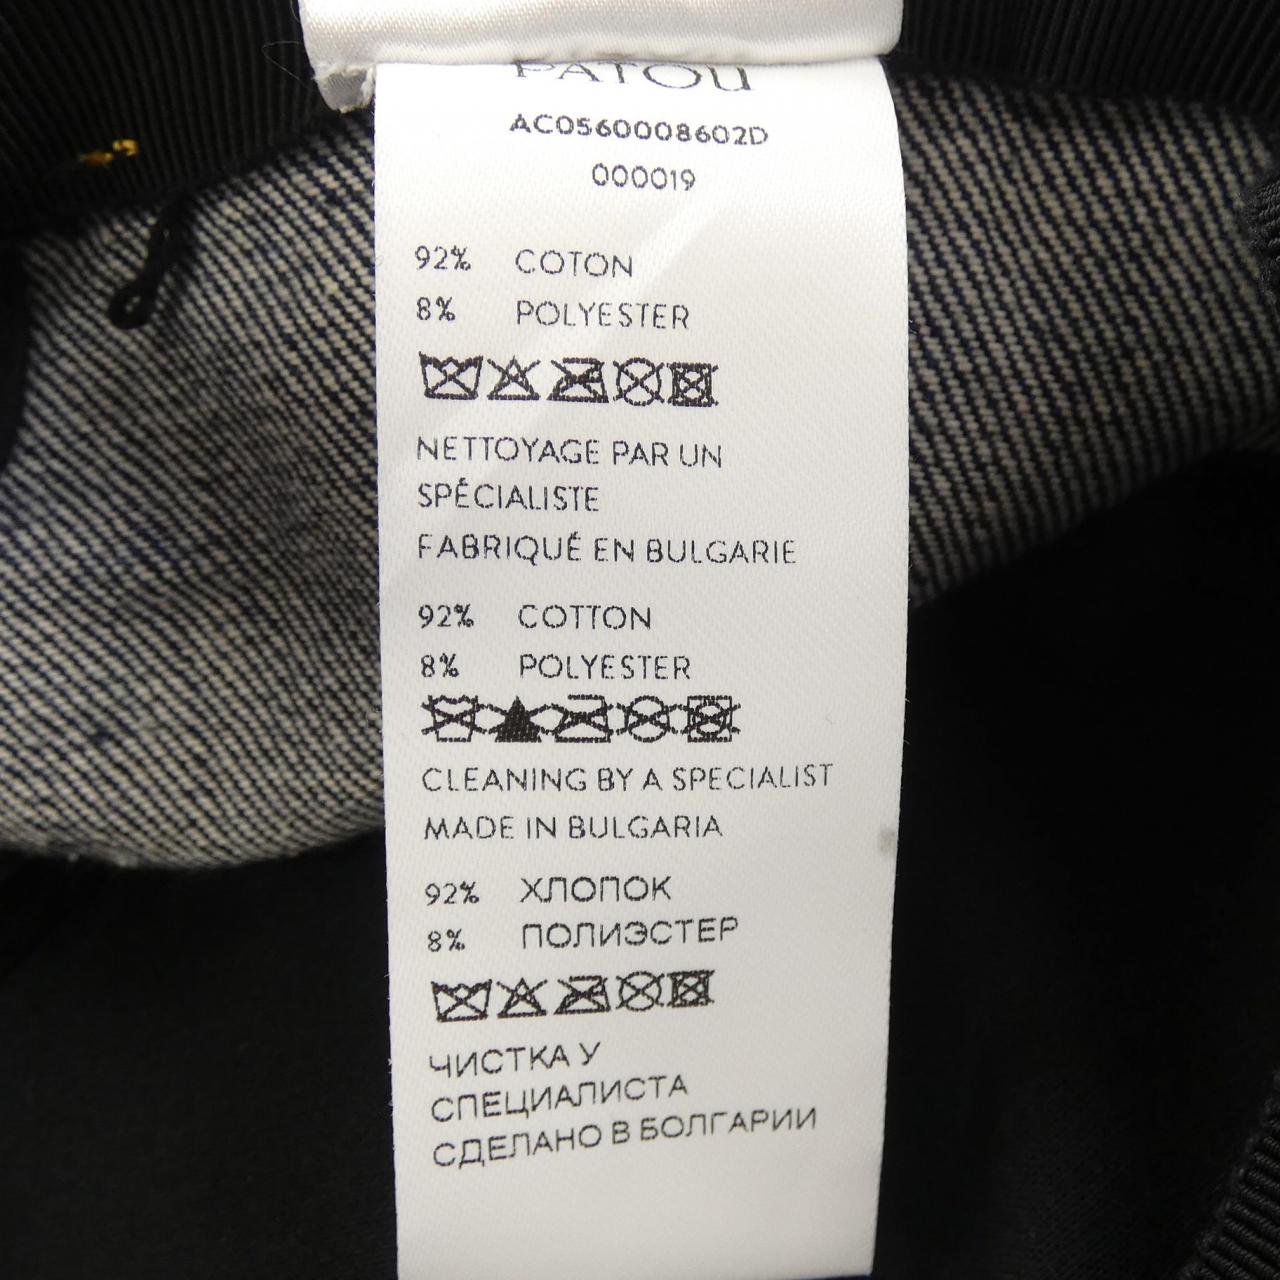 PATOU
AC0560008602D
000019
92% COTON
8% POLYESTER
NETTOYAGE PAR UN
SPÉCIALISTE
FABRIQUÉ EN BULGARIE
92% COTTON
8% POLYESTER
CLEANING BY A SPECIALIST
MADE IN BULGARIA
92% ХЛОПОК
8% ПОЛИЭСТЕР
ЧИСТКА У
СПЕЦИАЛИСТА
СДЕЛАНО В БОЛГАРИИ